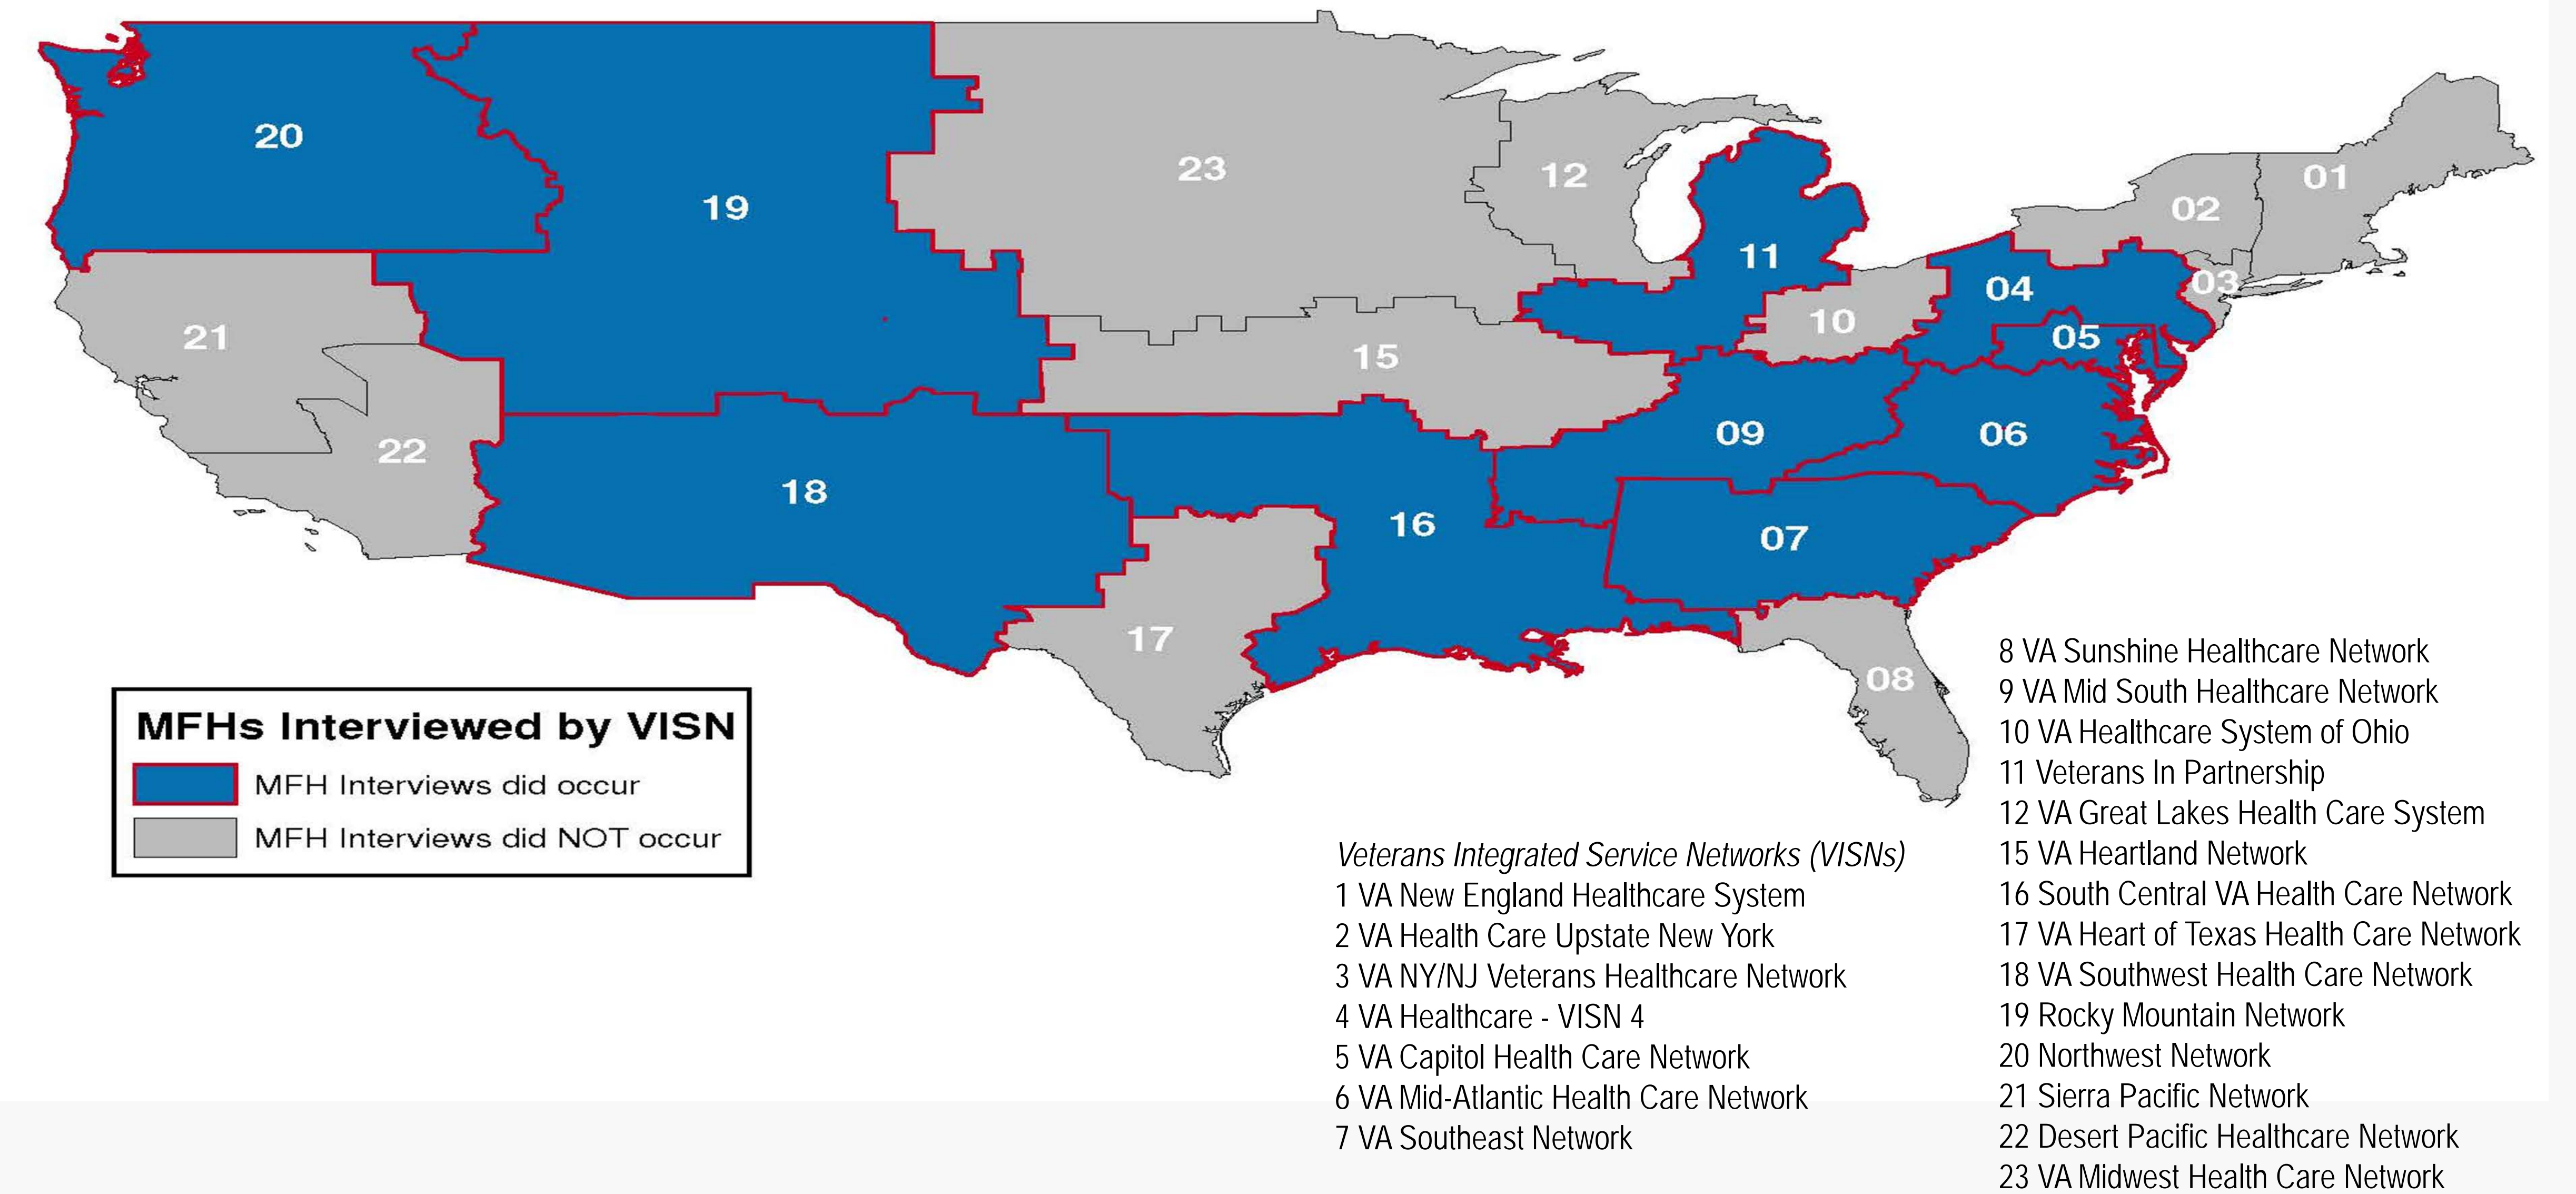 20
19
23
12
11
01
02
03
04
05
10
21
15
22
09
06
18
16
07
17
08
MFHs Interviewed by VISN
MFH Interviews did occur
MFH Interviews did NOT occur
Veterans Integrated Service Networks (VISNs)
1 VA New England Healthcare System
2 VA Health Care Upstate New York
3 VA NY/NJ Veterans Healthcare Network
4 VA Healthcare - VISN 4
5 VA Capitol Health Care Network
6 VA Mid-Atlantic Health Care Network
7 VA Southeast Network
8 VA Sunshine Healthcare Network
9 VA Mid South Healthcare Network
10 VA Healthcare System of Ohio
11 Veterans In Partnership
12 VA Great Lakes Health Care System
15 VA Heartland Network
16 South Central VA Health Care Network
17 VA Heart of Texas Health Care Network
18 VA Southwest Health Care Network
19 Rocky Mountain Network
20 Northwest Network
21 Sierra Pacific Network
22 Desert Pacific Healthcare Network
23 VA Midwest Health Care Network